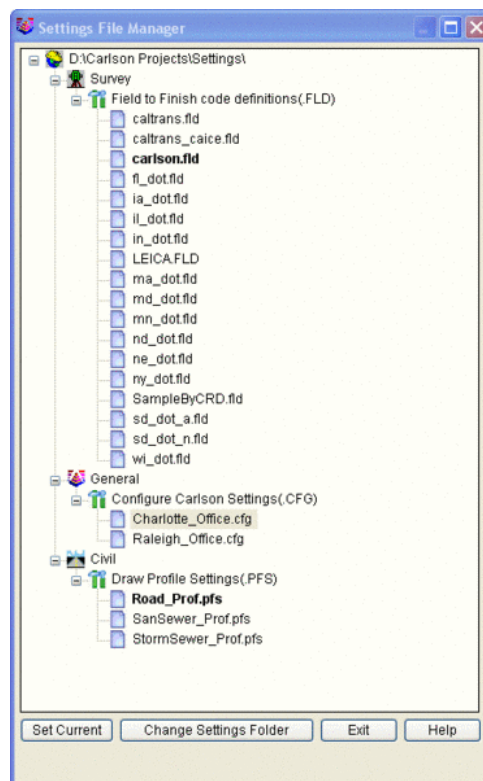 Settings File Manager
D:\Carlson Projects\Settings\
Survey
Field to Finish code definitions(.FLD)
caltrans.fld
caltrans_caice.fld
carlson.fld
fl_dot.fld
ia_dot.fld
il_dot.fld
in_dot.fld
LEICA.FLD
ma_dot.fld
md_dot.fld
mn_dot.fld
nd_dot.fld
ne_dot.fld
ny_dot.fld
SampleByCRD.fld
sd_dot_a.fld
sd_dot_n.fld
wi_dot.fld
General
Configure Carlson Settings(.CFG)
Charlotte_Office.cfg
Raleigh_Office.cfg
Civil
Draw Profile Settings(.PFS)
Road_Prof.pfs
SanSewer_Prof.pfs
StormSewer_Prof.pfs
Set Current Change Settings Folder Exit Help